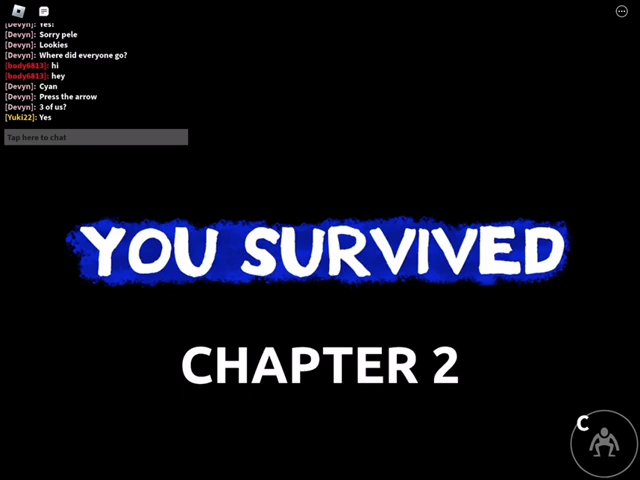 [Devyn]: Yes!
[Devyn]: Sorry pele
[Devyn]: Lookies
[Devyn]: Where did everyone go?
[body6813]: hi
[body6813]: hey
[Devyn]: Cyan
[Devyn]: Press the arrow
[Devyn]: 3 of us?
[Yuki22]: Yes
Tap here to chat
YOU SURVIVED
CHAPTER 2
C